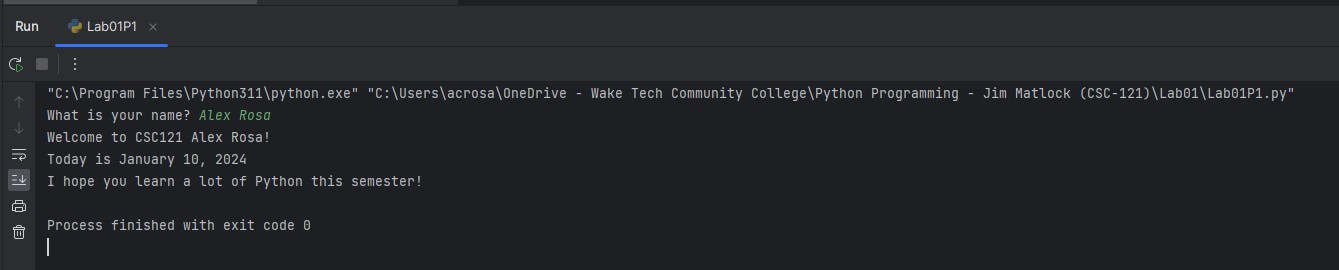 Run Lab01P1
"C:\Program Files\Python311\python.exe" "C:\Users\acrosa\OneDrive - Wake Tech Community College\Python Programming - Jim Matlock (CSC-121)\Lab01\Lab01P1.py"
What is your name? Alex Rosa
Welcome to CSC121 Alex Rosa!
Today is January 10, 2024
I hope you learn a lot of Python this semester!
Process finished with exit code 0